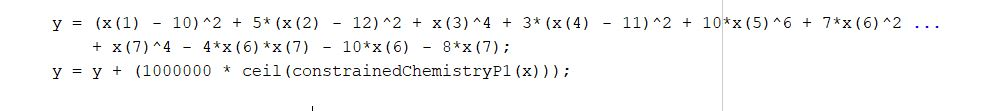 y = (x(1) - 10)^2 + 5*(x(2) - 12)^2 + x(3)^4 + 3*(x(4) - 11)^2 + 10*x(5)^6 + 7*x(6)^2 ...
+ x(7)^4 - 4*x(6)*x(7) - 10*x(6) - 8*x(7);
y = y + (1000000 * ceil(constrainedChemistryP1(x)));